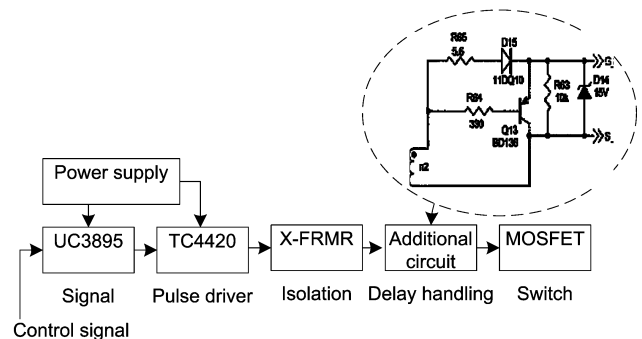 R65
5.6
D15
11DQ10
R64
330
Q13
BD136
R63
10k
D14
15V
G
S
n2
Power supply
UC3895
TC4420
X-FRMR
Additional
circuit
MOSFET
Signal
Pulse driver
Isolation
Delay handling
Switch
Control signal